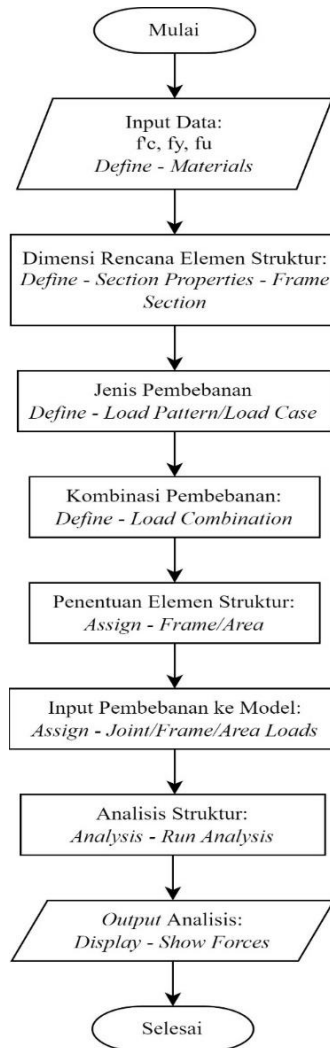 Mulai
Input Data:
f'c, fy, fu
Define - Materials
Dimensi Rencana Elemen Struktur:
Define - Section Properties - Frame
Section
Jenis Pembebanan
Define - Load Pattern/Load Case
Kombinasi Pembebanan:
Define - Load Combination
Penentuan Elemen Struktur:
Assign - Frame/Area
Input Pembebanan ke Model:
Assign - Joint/Frame/Area Loads
Analisis Struktur:
Analysis - Run Analysis
Output Analisis:
Display - Show Forces
Selesai